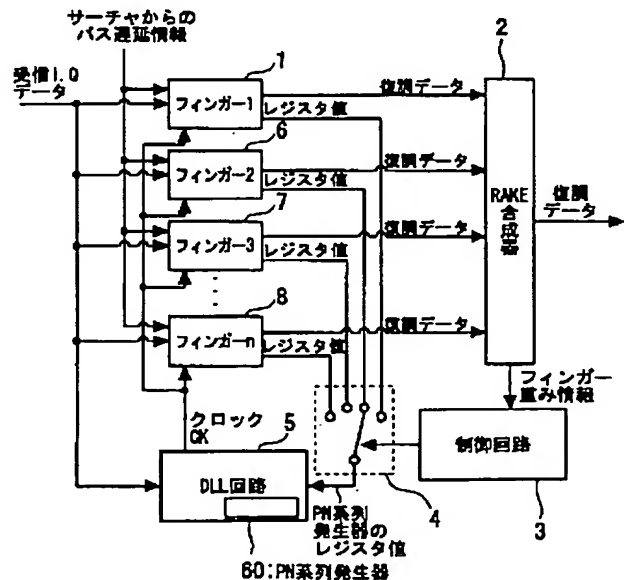 サーチャからの
パス遅延情報
受信I.Q
データ
1
フィンガー1
復調データ
レジスタ値
6
フィンガー2
復調データ
レジスタ値
7
フィンガー3
復調データ
レジスタ値
8
フィンガーn
復調データ
レジスタ値
2
RAKE
合成器
復調
データ
フィンガー
重み情報
制御回路
3
4
クロック
CK
5
DLL回路
PN系列
発生器の
レジスタ値
60:PN系列発生器